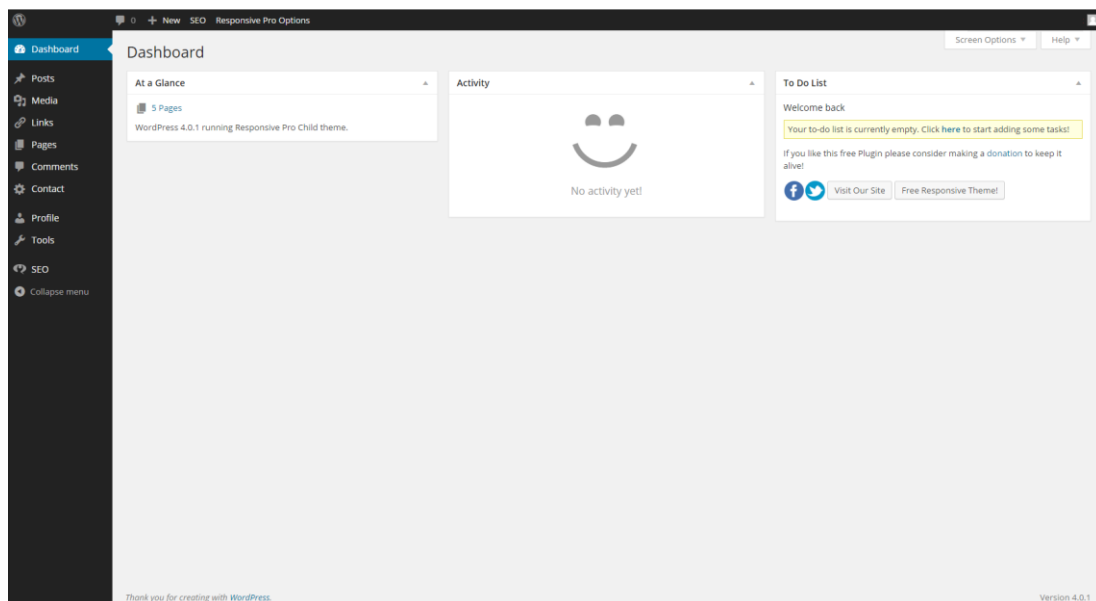 0 New SEO Responsive Pro Options
Dashboard
Posts
Media
Links
Pages
Comments
Contact
Profile
Tools
SEO
Collapse menu
Screen Options Help
Dashboard
At a Glance
5 Pages
WordPress 4.0.1 running Responsive Pro Child theme.
Activity
No activity yet!
To Do List
Welcome back
Your to-do list is currently empty. Click here to start adding some tasks!
If you like this free Plugin please consider making a donation to keep it
alive!
Visit Our Site Free Responsive Theme!
Thank you for creating with WordPress.
Version 4.0.1